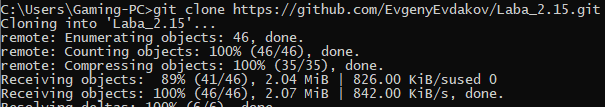 C:\Users\Gaming-PC>git clone https://github.com/EvgenyEvdakov/Laba_2.15.git
Cloning into 'Laba_2.15'...
remote: Enumerating objects: 46, done.
remote: Counting objects: 100% (46/46), done.
remote: Compressing objects: 100% (35/35), done.
Receiving objects:  89% (41/46), 2.04 MiB | 826.00 KiB/sused 0
Receiving objects: 100% (46/46), 2.07 MiB | 842.00 KiB/s, done.
Resolving deltas: 100% (6/6), done.